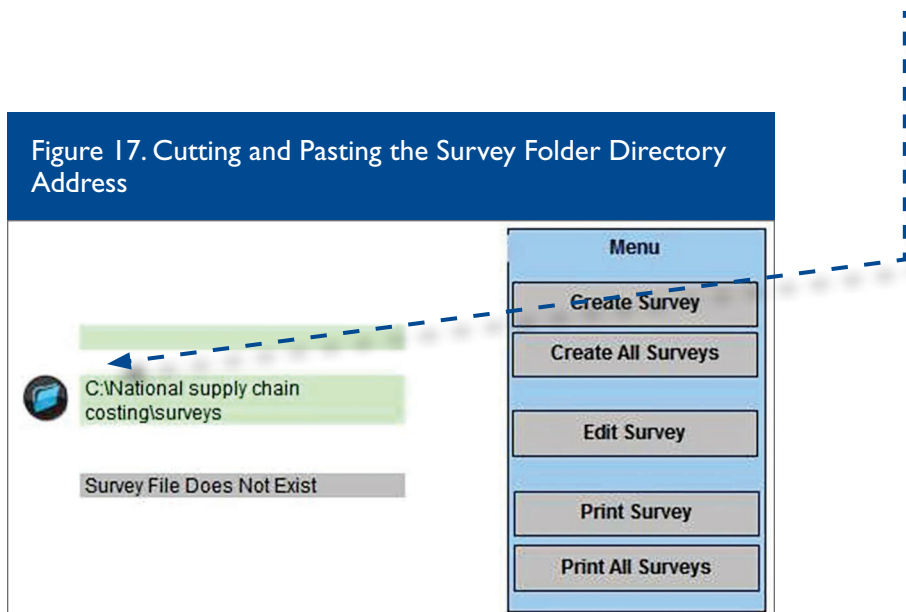 Figure 17. Cutting and Pasting the Survey Folder Directory
Address
Menu
Create Survey
Create All Surveys
C:\National supply chain
costing\surveys
Edit Survey
Survey File Does Not Exist
Print Survey
Print All Surveys